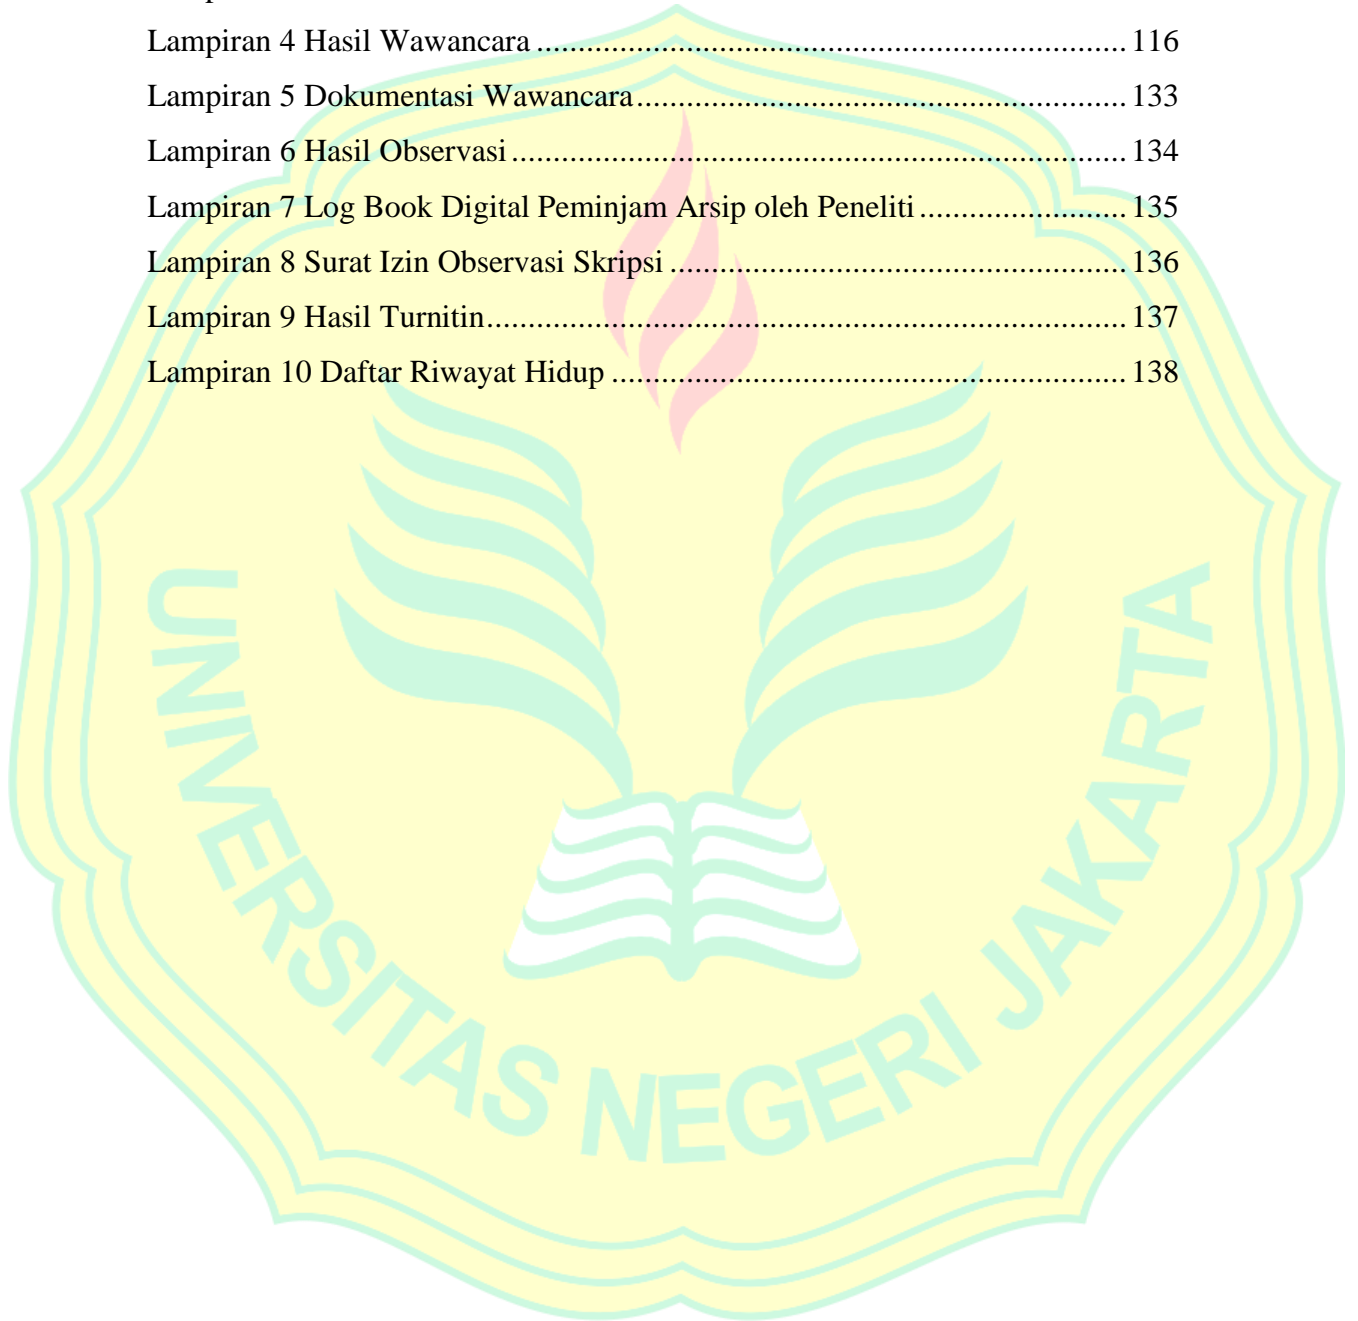 Lampiran 4 Hasil Wawancara ........................................................................ 116
Lampiran 5 Dokumentasi Wawancara ............................................................ 133
Lampiran 6 Hasil Observasi ........................................................................... 134
Lampiran 7 Log Book Digital Peminjam Arsip oleh Peneliti ......................... 135
Lampiran 8 Surat Izin Observasi Skripsi ........................................................ 136
Lampiran 9 Hasil Turnitin .............................................................................. 137
Lampiran 10 Daftar Riwayat Hidup ............................................................... 138
UNIVERSITAS NEGERI JAKARTA